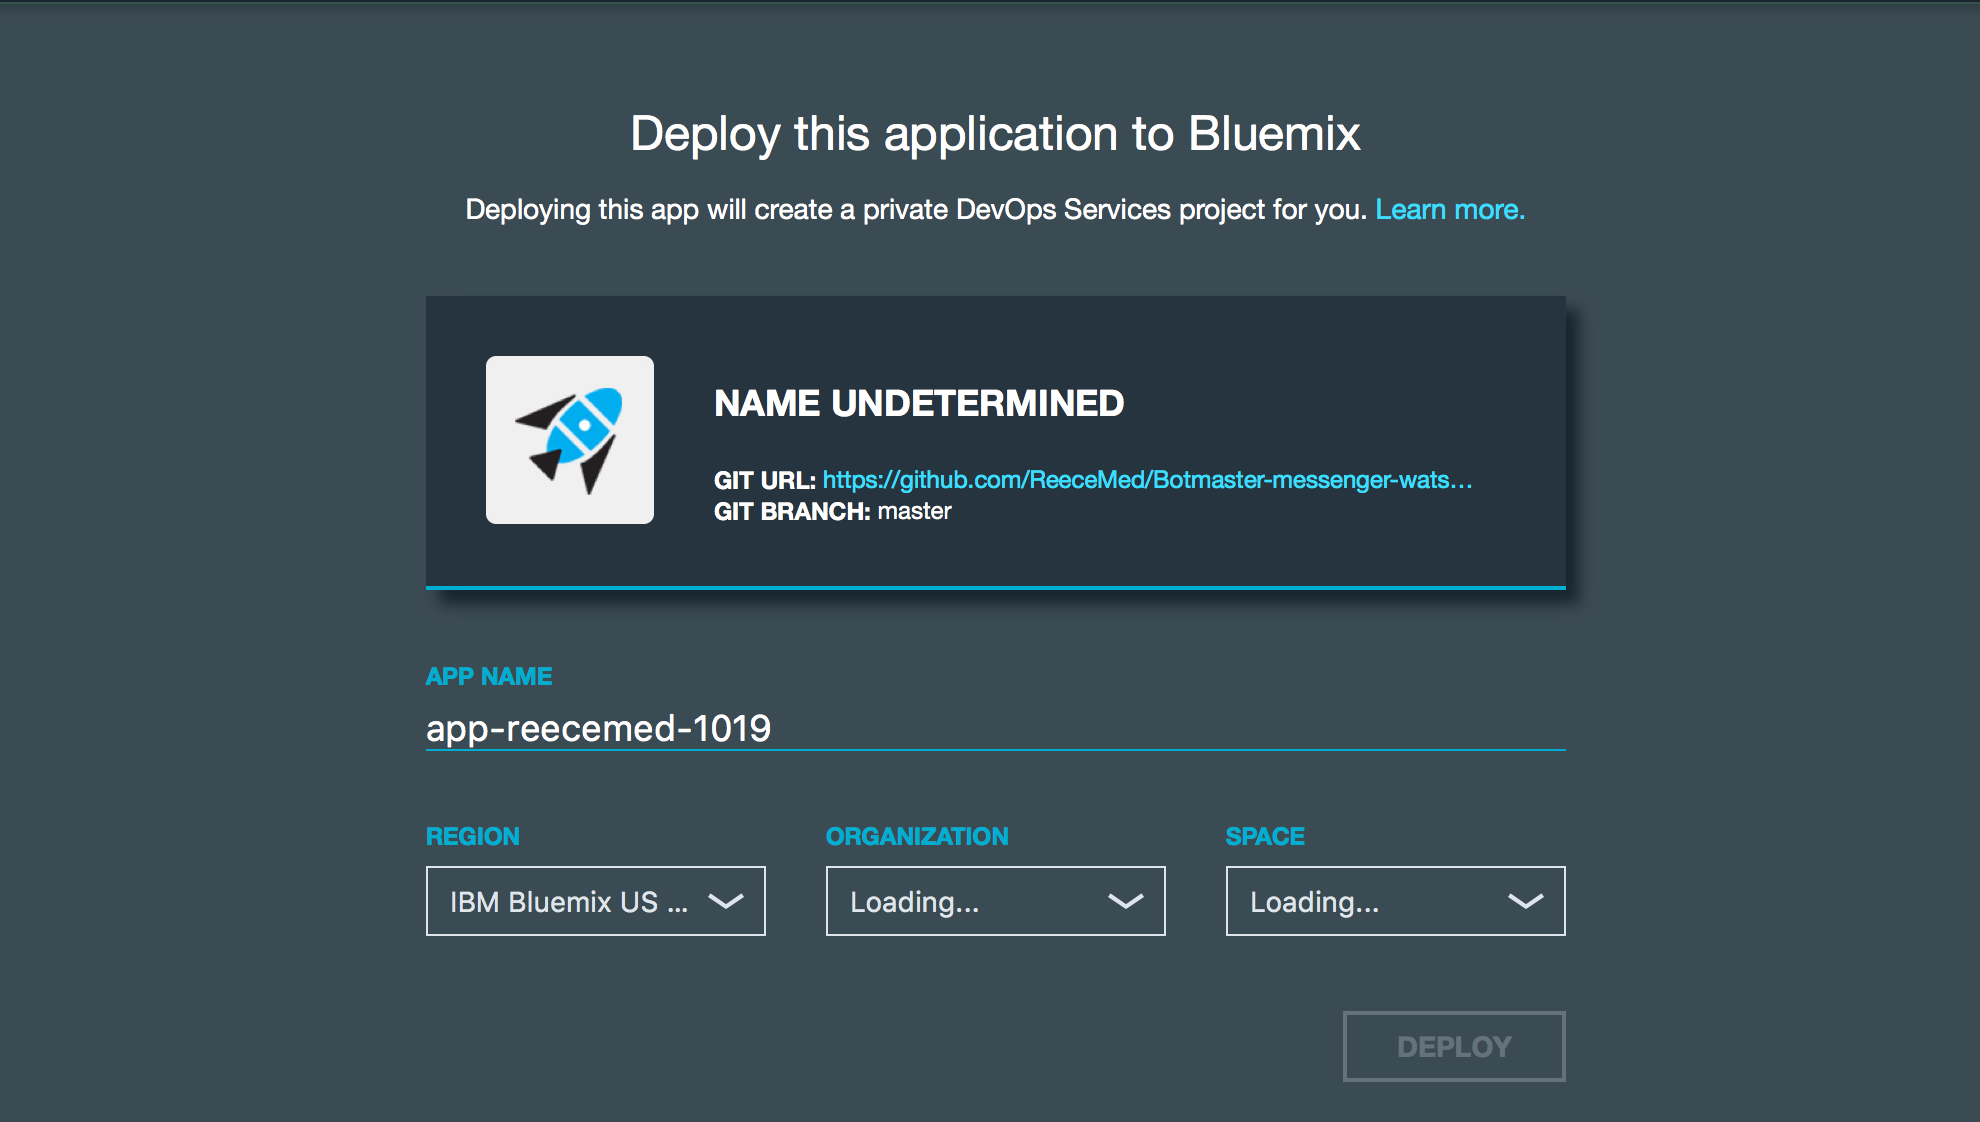 Deploy this application to Bluemix
Deploying this app will create a private DevOps Services project for you. Learn more.
NAME UNDETERMINED
GIT URL: https://github.com/ReeceMed/Botmaster-messenger-wats...
GIT BRANCH: master
APP NAME
app-reecemed-1019
REGION ORGANIZATION SPACE
IBM Bluemix US ... Loading... Loading...
DEPLOY